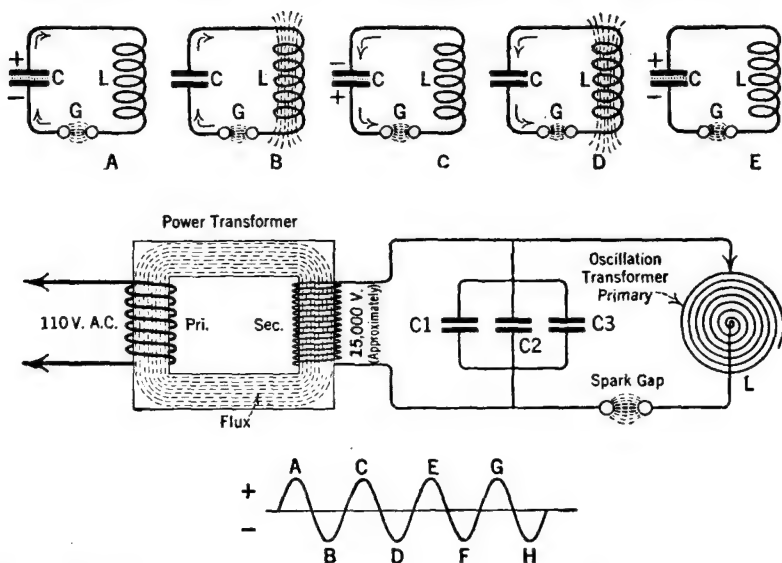 + C L G −
C L G
− C L G +
C L G
+ C L G −
A B C D E
Power Transformer
110 V. A.C.
Pri.
Sec.
15,000 V.
(Approximately)
Flux
C1
C2
C3
Oscillation
Transformer
Primary
L
Spark Gap
A C E G
+
−
B D F H